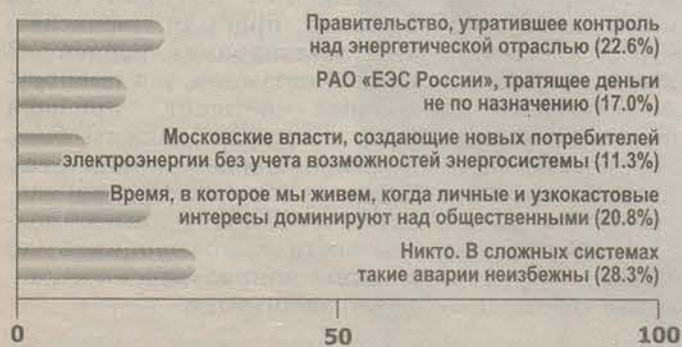 Правительство, утратившее контроль
над энергетической отраслью (22.6%)
РАО «ЕЭС России», тратящее деньги
не по назначению (17.0%)
Московские власти, создающие новых потребителей
электроэнергии без учета возможностей энергосистемы (11.3%)
Время, в которое мы живем, когда личные и узкокастовые
интересы доминируют над общественными (20.8%)
Никто. В сложных системах
такие аварии неизбежны (28.3%)
0 50 100